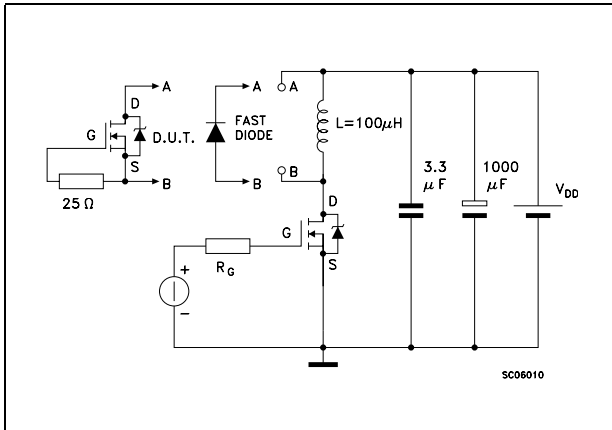 A
A
A
D
G
D.U.T.
FAST
DIODE
L=100μH
S
B
B
B
25 Ω
3.3
μF
1000
μF
V_DD
D
G
S
R_G
+
−
SC06010